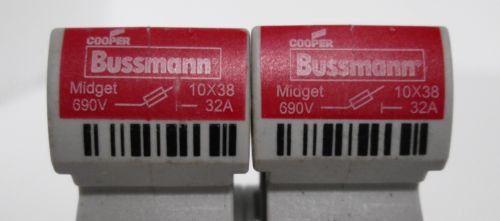 COOPER
Bussmann®
Midget 10X38
690V 32A
COOPER
Bussmann®
Midget 10X38
690V 32A